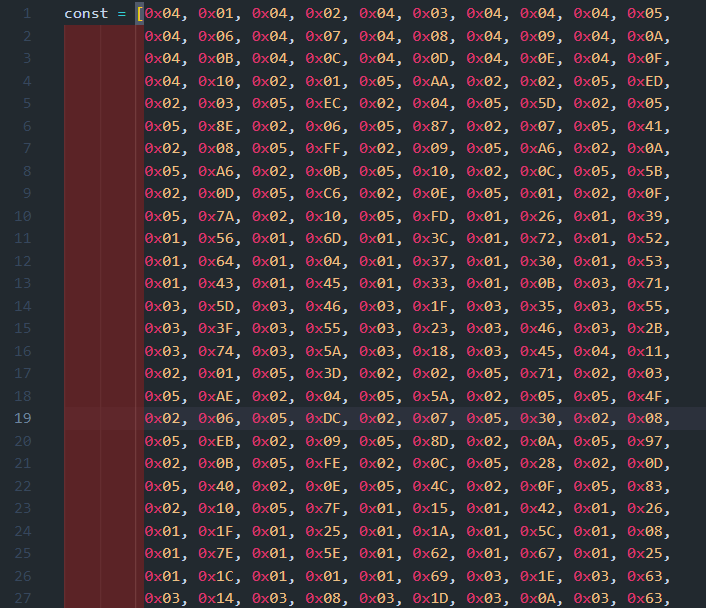 1 const = [0x04, 0x01, 0x04, 0x02, 0x04, 0x03, 0x04, 0x04, 0x04, 0x05,
2 0x04, 0x06, 0x04, 0x07, 0x04, 0x08, 0x04, 0x09, 0x04, 0x0A,
3 0x04, 0x0B, 0x04, 0x0C, 0x04, 0x0D, 0x04, 0x0E, 0x04, 0x0F,
4 0x04, 0x10, 0x02, 0x01, 0x05, 0xAA, 0x02, 0x02, 0x05, 0xED,
5 0x02, 0x03, 0x05, 0xEC, 0x02, 0x04, 0x05, 0x5D, 0x02, 0x05,
6 0x05, 0x8E, 0x02, 0x06, 0x05, 0x87, 0x02, 0x07, 0x05, 0x41,
7 0x02, 0x08, 0x05, 0xFF, 0x02, 0x09, 0x05, 0xA6, 0x02, 0x0A,
8 0x05, 0xA6, 0x02, 0x0B, 0x05, 0x10, 0x02, 0x0C, 0x05, 0x5B,
9 0x02, 0x0D, 0x05, 0xC6, 0x02, 0x0E, 0x05, 0x01, 0x02, 0x0F,
10 0x05, 0x7A, 0x02, 0x10, 0x05, 0xFD, 0x01, 0x26, 0x01, 0x39,
11 0x01, 0x56, 0x01, 0x6D, 0x01, 0x3C, 0x01, 0x72, 0x01, 0x52,
12 0x01, 0x64, 0x01, 0x04, 0x01, 0x37, 0x01, 0x30, 0x01, 0x53,
13 0x01, 0x43, 0x01, 0x45, 0x01, 0x33, 0x01, 0x0B, 0x03, 0x71,
14 0x03, 0x5D, 0x03, 0x46, 0x03, 0x1F, 0x03, 0x35, 0x03, 0x55,
15 0x03, 0x3F, 0x03, 0x55, 0x03, 0x23, 0x03, 0x46, 0x03, 0x2B,
16 0x03, 0x74, 0x03, 0x5A, 0x03, 0x18, 0x03, 0x45, 0x04, 0x11,
17 0x02, 0x01, 0x05, 0x3D, 0x02, 0x02, 0x05, 0x71, 0x02, 0x03,
18 0x05, 0xAE, 0x02, 0x04, 0x05, 0x5A, 0x02, 0x05, 0x05, 0x4F,
19 0x02, 0x06, 0x05, 0xDC, 0x02, 0x07, 0x05, 0x30, 0x02, 0x08,
20 0x05, 0xEB, 0x02, 0x09, 0x05, 0x8D, 0x02, 0x0A, 0x05, 0x97,
21 0x02, 0x0B, 0x05, 0xFE, 0x02, 0x0C, 0x05, 0x28, 0x02, 0x0D,
22 0x05, 0x40, 0x02, 0x0E, 0x05, 0x4C, 0x02, 0x0F, 0x05, 0x83,
23 0x02, 0x10, 0x05, 0x7F, 0x01, 0x15, 0x01, 0x42, 0x01, 0x26,
24 0x01, 0x1F, 0x01, 0x25, 0x01, 0x1A, 0x01, 0x5C, 0x01, 0x08,
25 0x01, 0x7E, 0x01, 0x5E, 0x01, 0x62, 0x01, 0x67, 0x01, 0x25,
26 0x01, 0x1C, 0x01, 0x01, 0x01, 0x69, 0x03, 0x1E, 0x03, 0x63,
27 0x03, 0x14, 0x03, 0x08, 0x03, 0x1D, 0x03, 0x0A, 0x03, 0x63,